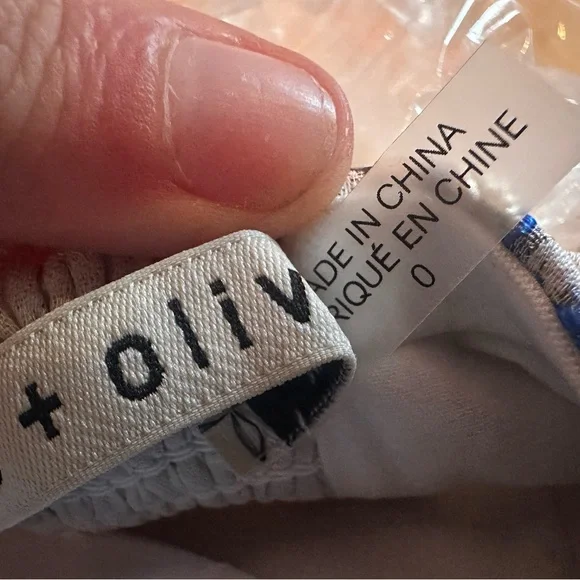 + oliv
ADE IN CHINA
RIQUÉ EN CHINE
0